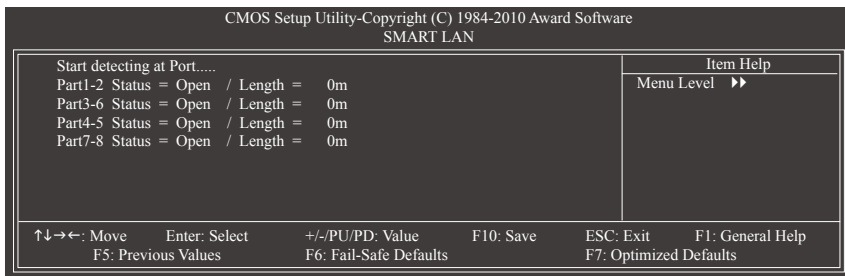 CMOS Setup Utility-Copyright (C) 1984-2010 Award Software
SMART LAN
Start detecting at Port.....
Part1-2 Status = Open / Length = 0m
Part3-6 Status = Open / Length = 0m
Part4-5 Status = Open / Length = 0m
Part7-8 Status = Open / Length = 0m
Item Help
Menu Level ▶▶
↑↓→←: Move Enter: Select +/-/PU/PD: Value F10: Save ESC: Exit F1: General Help
F5: Previous Values F6: Fail-Safe Defaults F7: Optimized Defaults